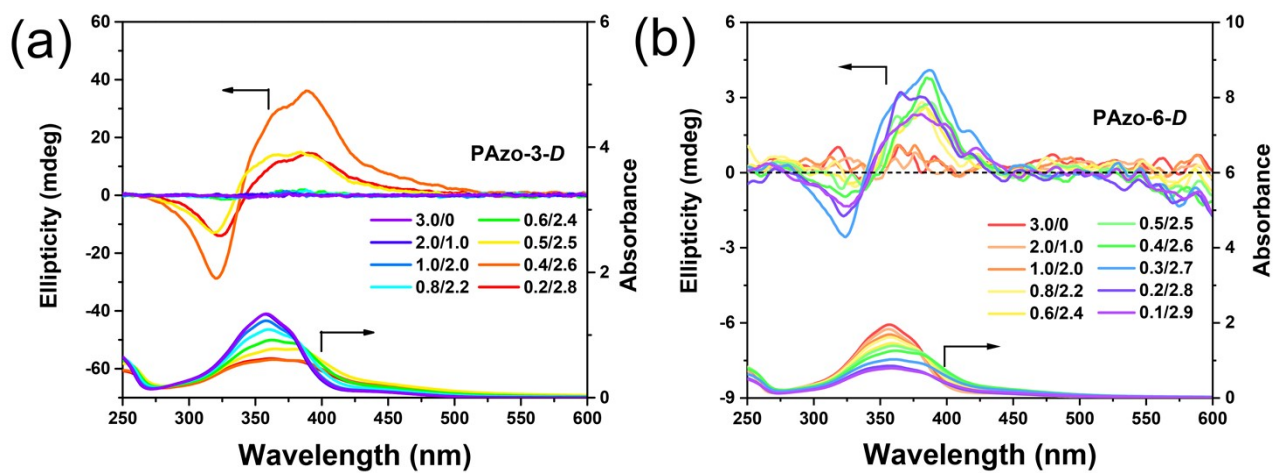 (a)
60
40
20
0
-20
-40
-60
Ellipticity (mdeg)
6
4
2
0
Absorbance
PAzo-3-D
3.0/0 0.6/2.4
2.0/1.0 0.5/2.5
1.0/2.0 0.4/2.6
0.8/2.2 0.2/2.8
250 300 350 400 450 500 550 600
Wavelength (nm)
(b)
6
3
0
-3
-6
-9
Ellipticity (mdeg)
10
8
6
4
2
0
Absorbance
PAzo-6-D
3.0/0 0.5/2.5
2.0/1.0 0.4/2.6
1.0/2.0 0.3/2.7
0.8/2.2 0.2/2.8
0.6/2.4 0.1/2.9
250 300 350 400 450 500 550 600
Wavelength (nm)